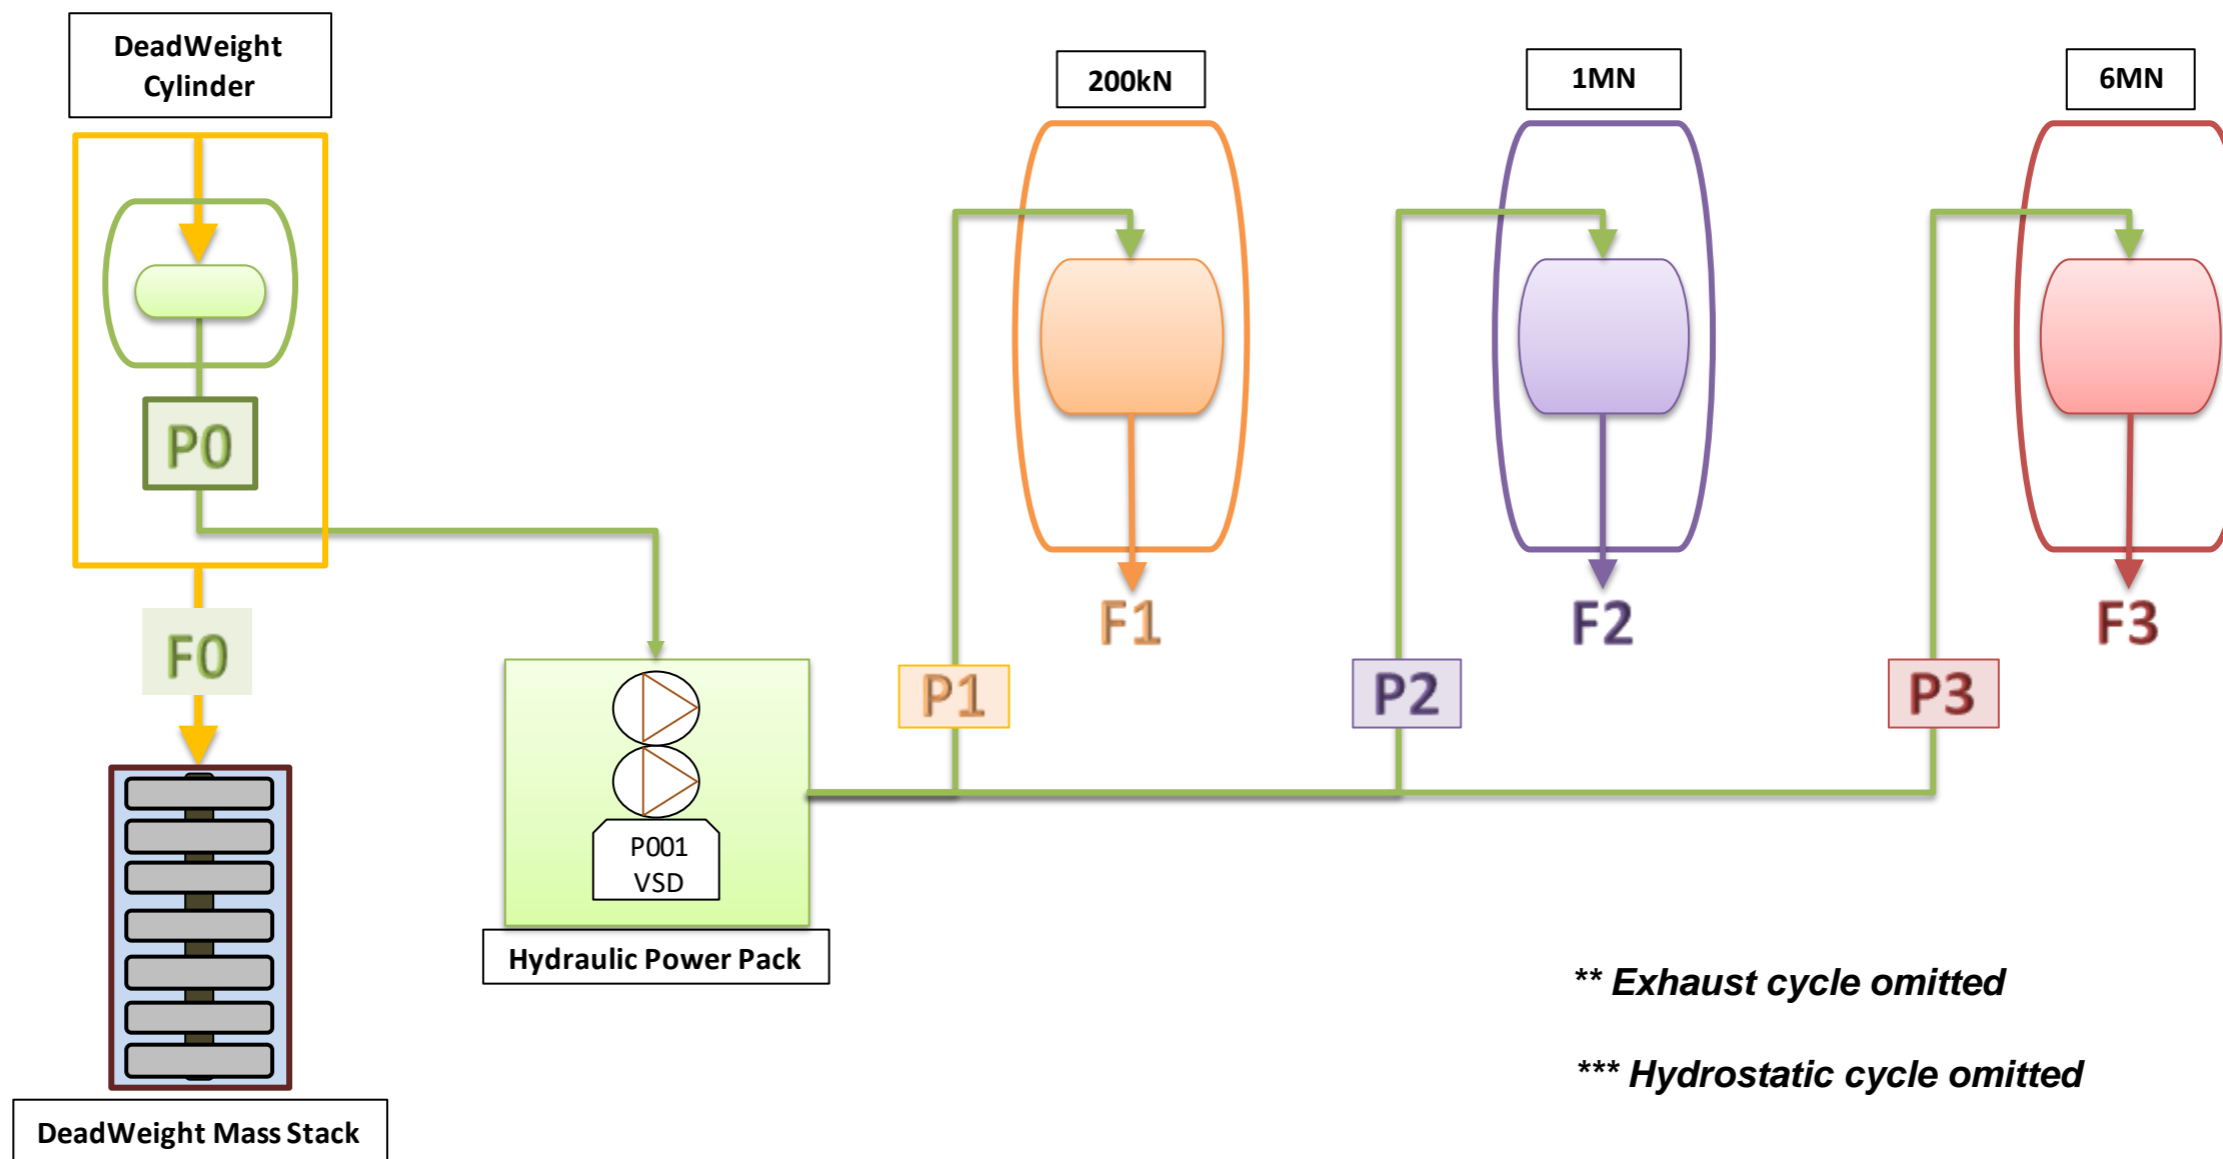 DeadWeight
Cylinder
200kN
1MN
6MN
P0
F0
F1
F2
F3
P1
P2
P3
P001
VSD
Hydraulic Power Pack
** Exhaust cycle omitted
*** Hydrostatic cycle omitted
DeadWeight Mass Stack